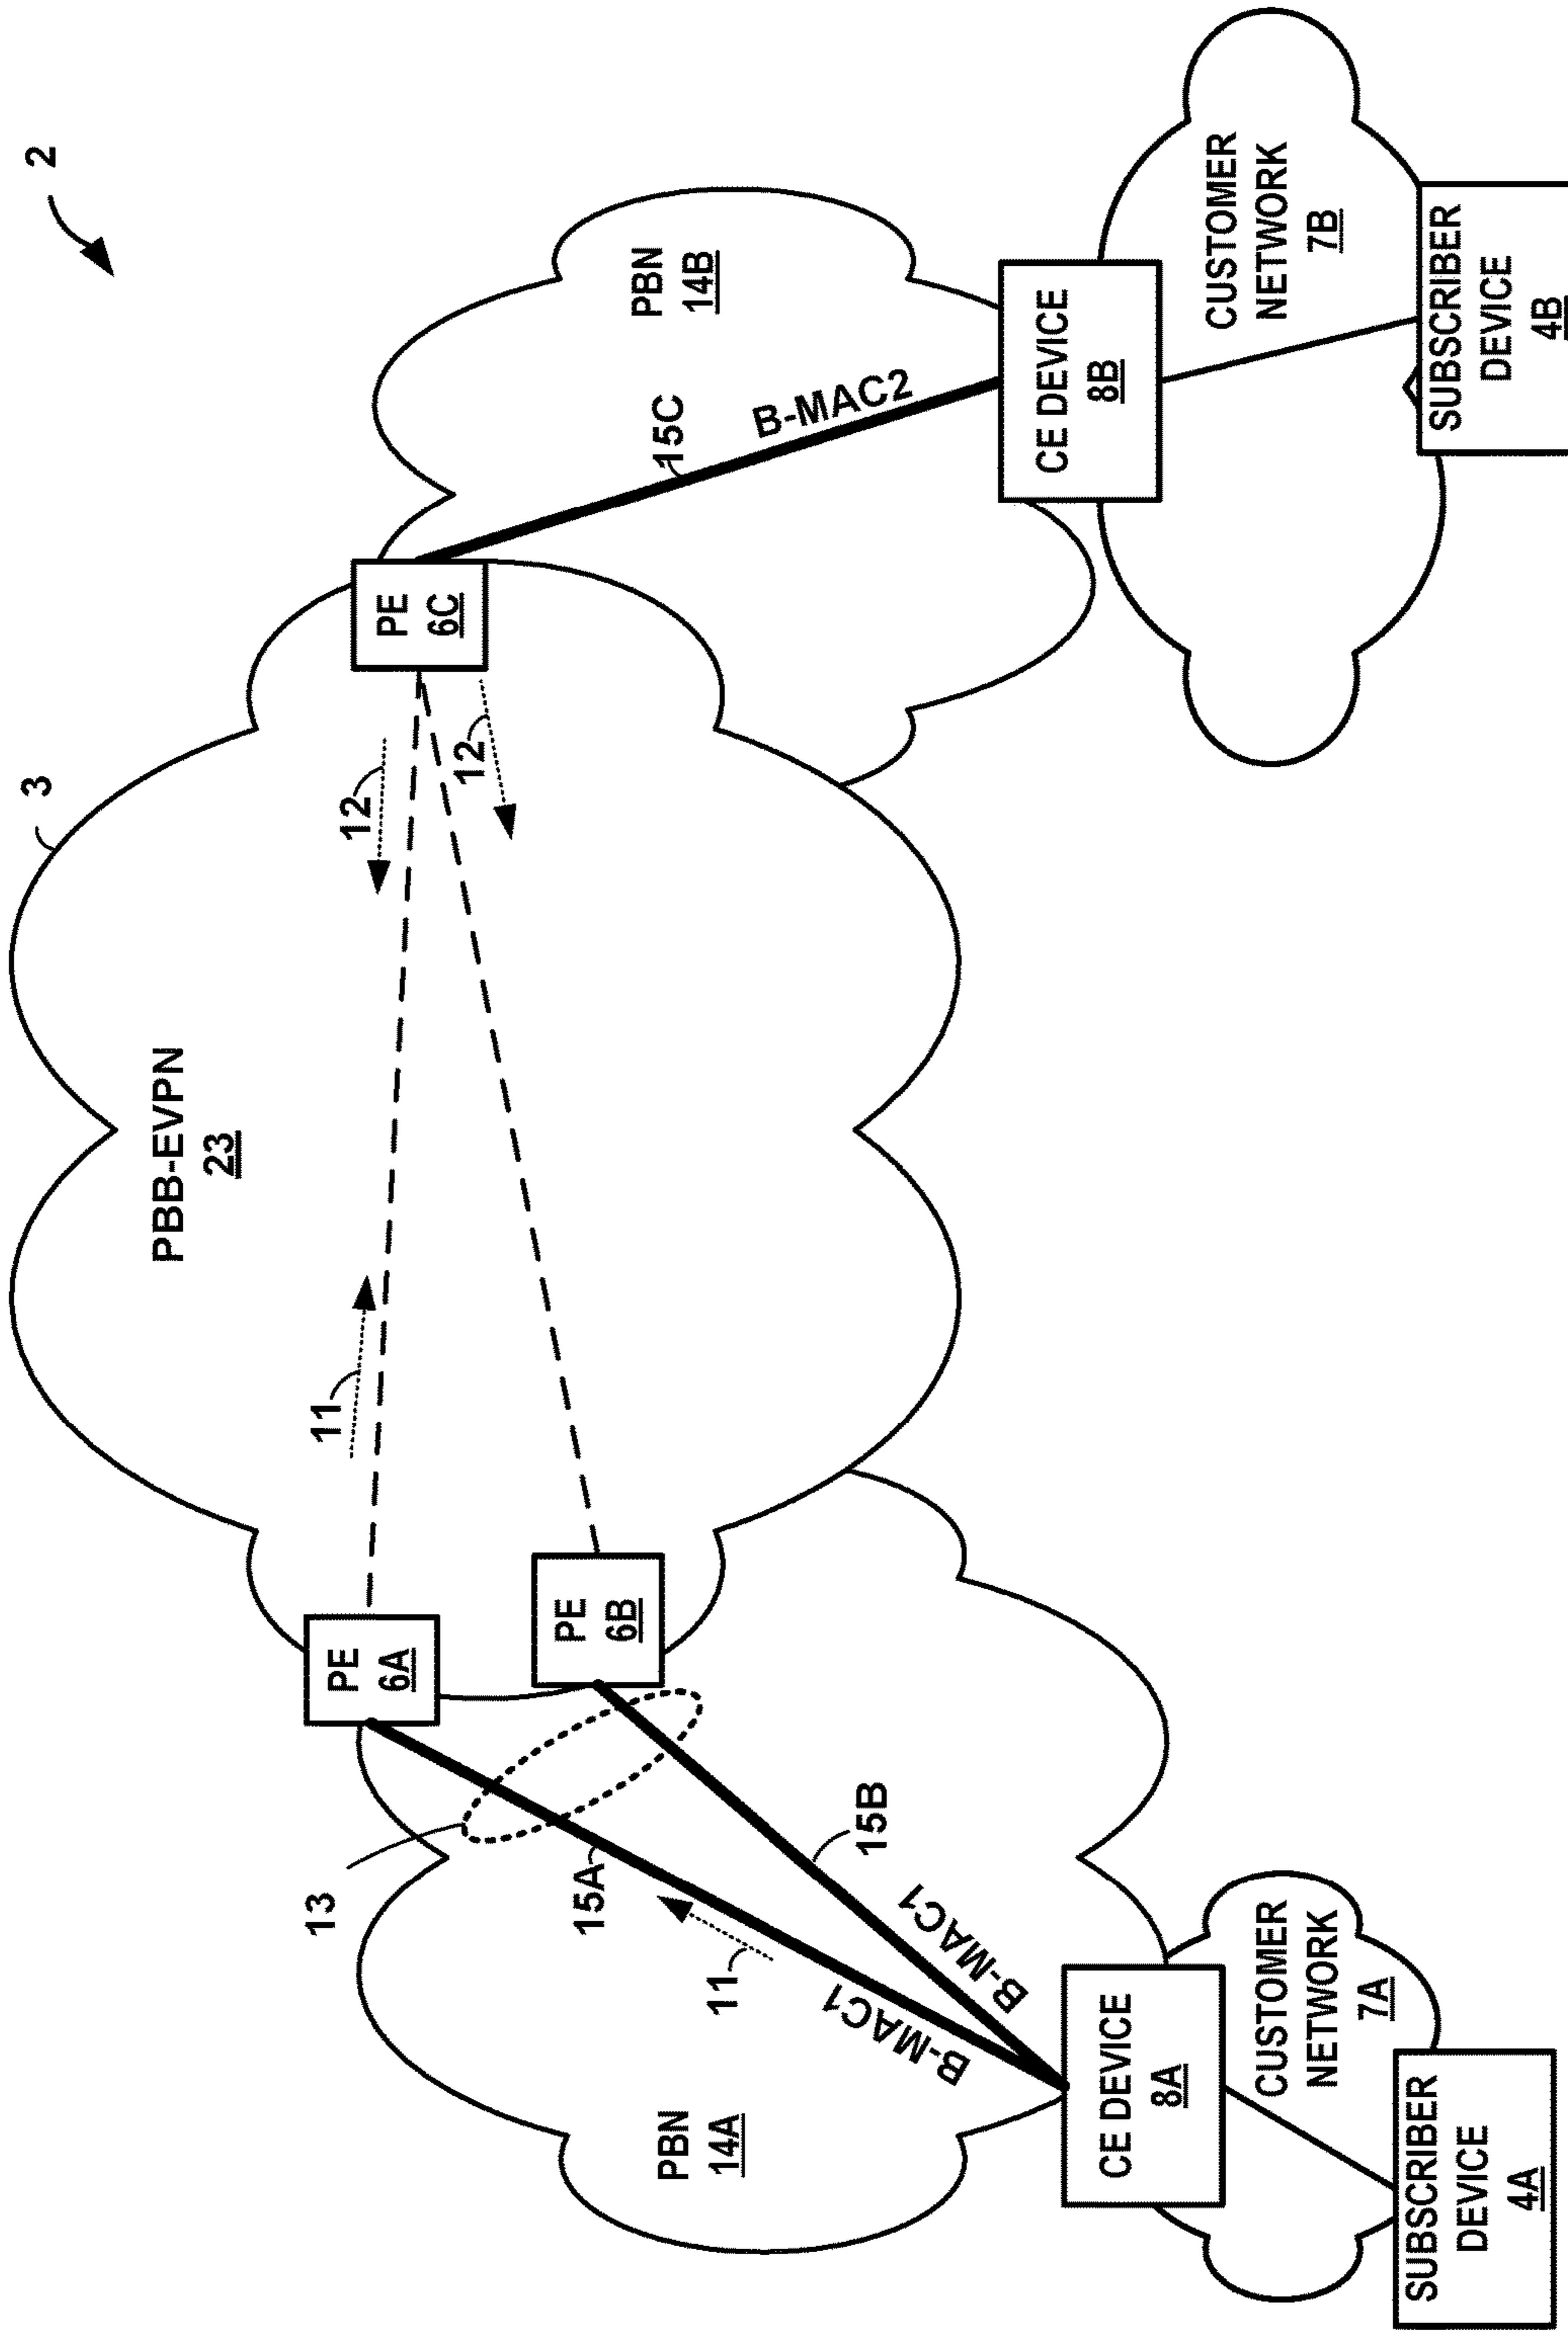 2
3
PBB-EVPN
23
11
12
12
PE
6A
PE
6B
PE
6C
13
15A
11
B-MAC1
15B
B-MAC1
15C
B-MAC2
PBN
14A
PBN
14B
CE DEVICE
8A
CE DEVICE
8B
CUSTOMER
NETWORK
7A
CUSTOMER
NETWORK
7B
SUBSCRIBER
DEVICE
4A
SUBSCRIBER
DEVICE
4B